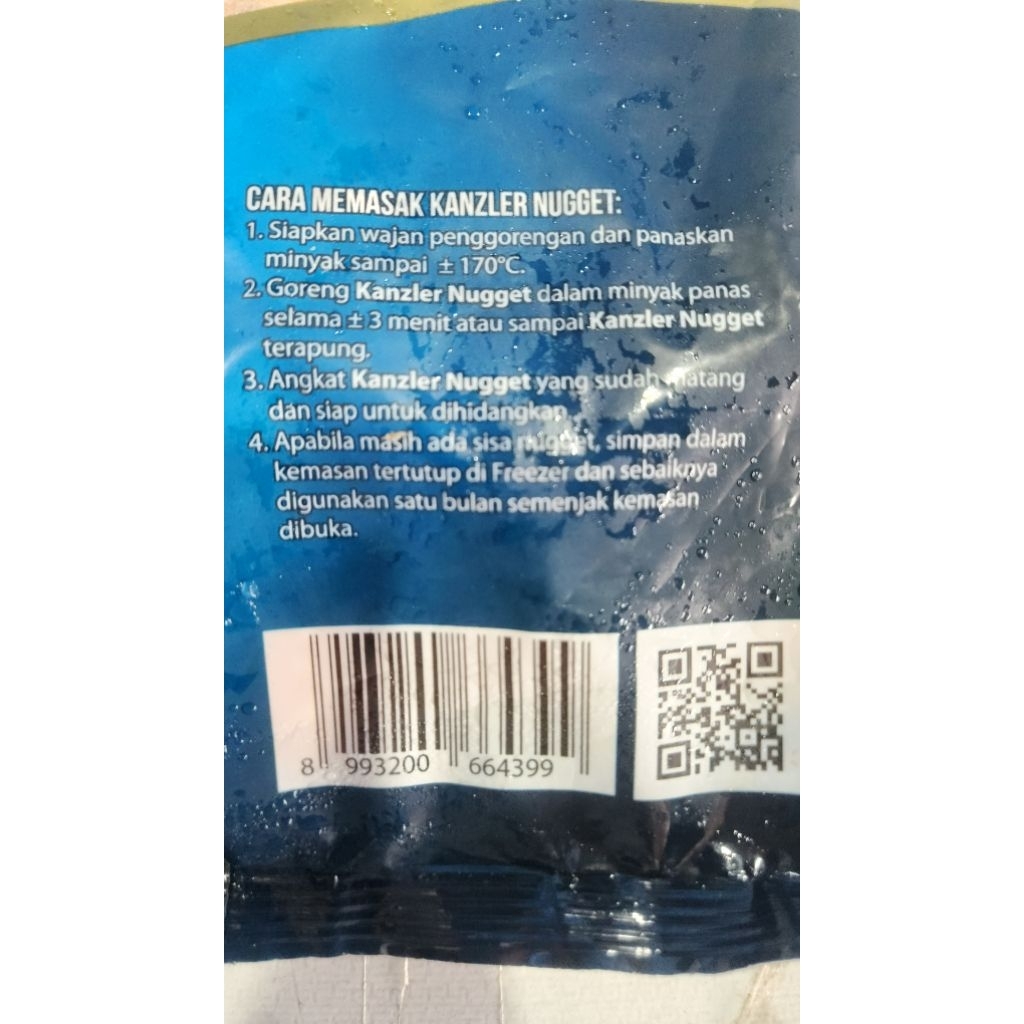 CARA MEMASAK KANZLER NUGGET:
1. Siapkan wajan penggorengan dan panaskan
minyak sampai ± 170°C.
2. Goreng Kanzler Nugget dalam minyak panas
selama ± 3 menit atau sampai Kanzler Nugget
terapung.
3. Angkat Kanzler Nugget yang sudah matang
dan siap untuk dihidangkan.
4. Apabila masih ada sisa nugget, simpan dalam
kemasan tertutup di Freezer dan sebaiknya
digunakan satu bulan semenjak kemasan
dibuka.
8 993200 664399